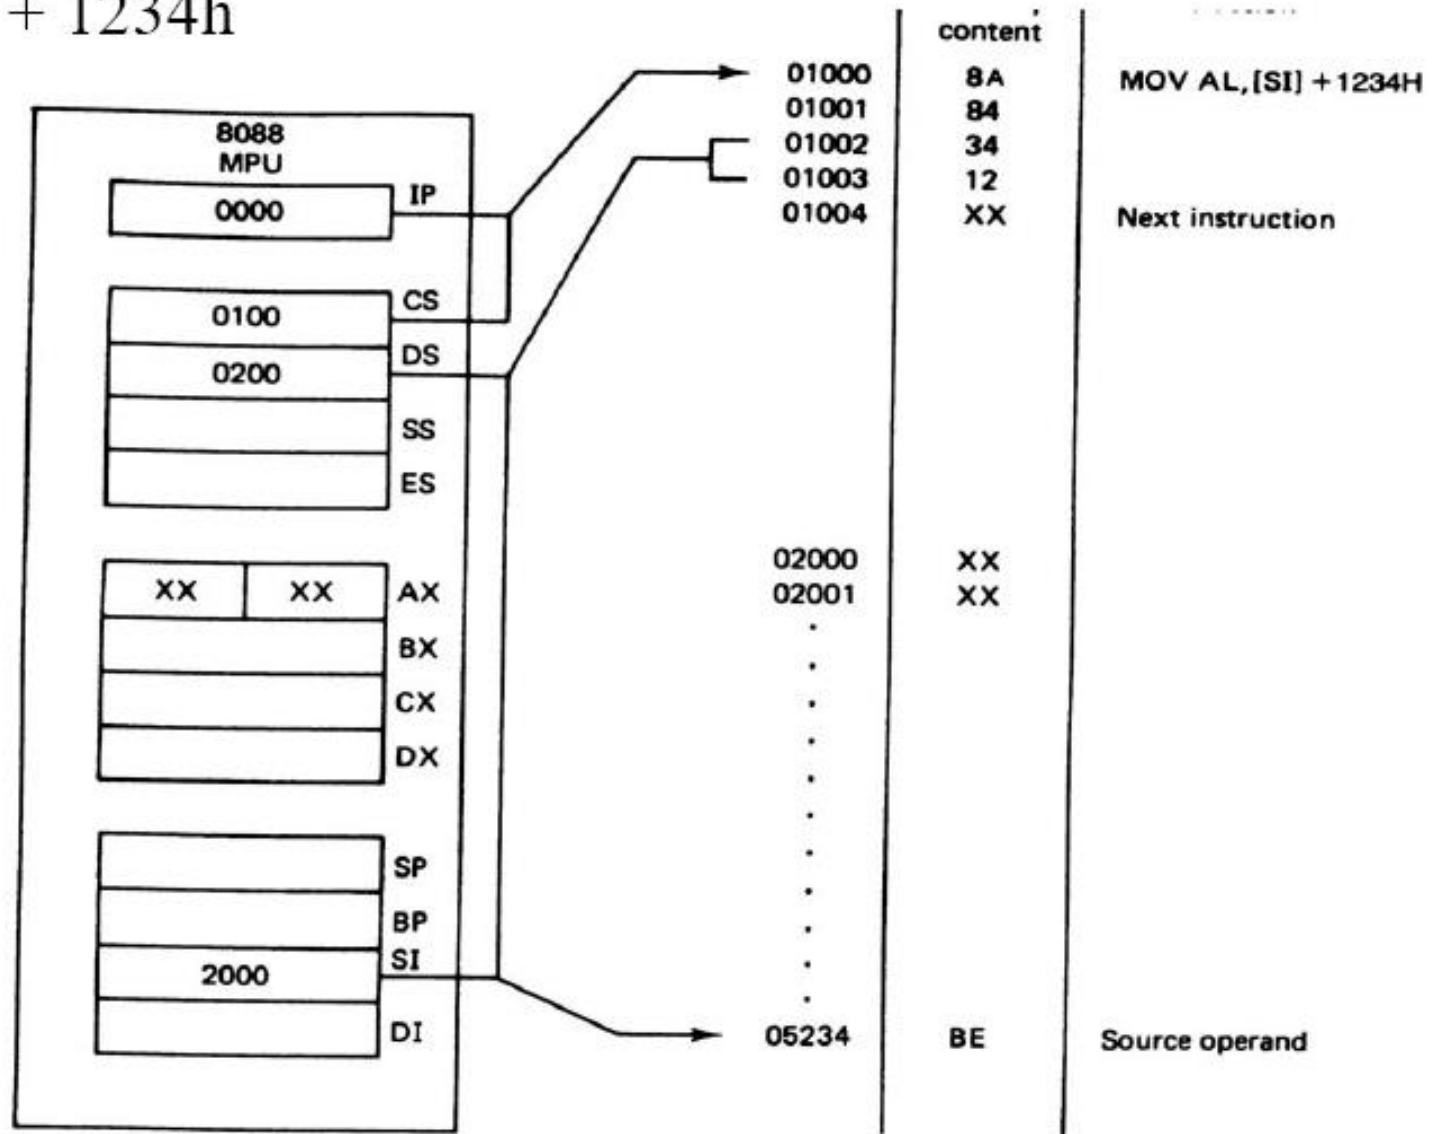 + 1234h
content
01000 8A MOV AL,[SI] + 1234H
01001 84
01002 34
01003 12
01004 XX Next instruction
8088
MPU
0000 IP
0100 CS
0200 DS
SS
ES
XX XX AX
BX
CX
DX
SP
BP
2000 SI
DI
02000 XX
02001 XX
05234 BE Source operand